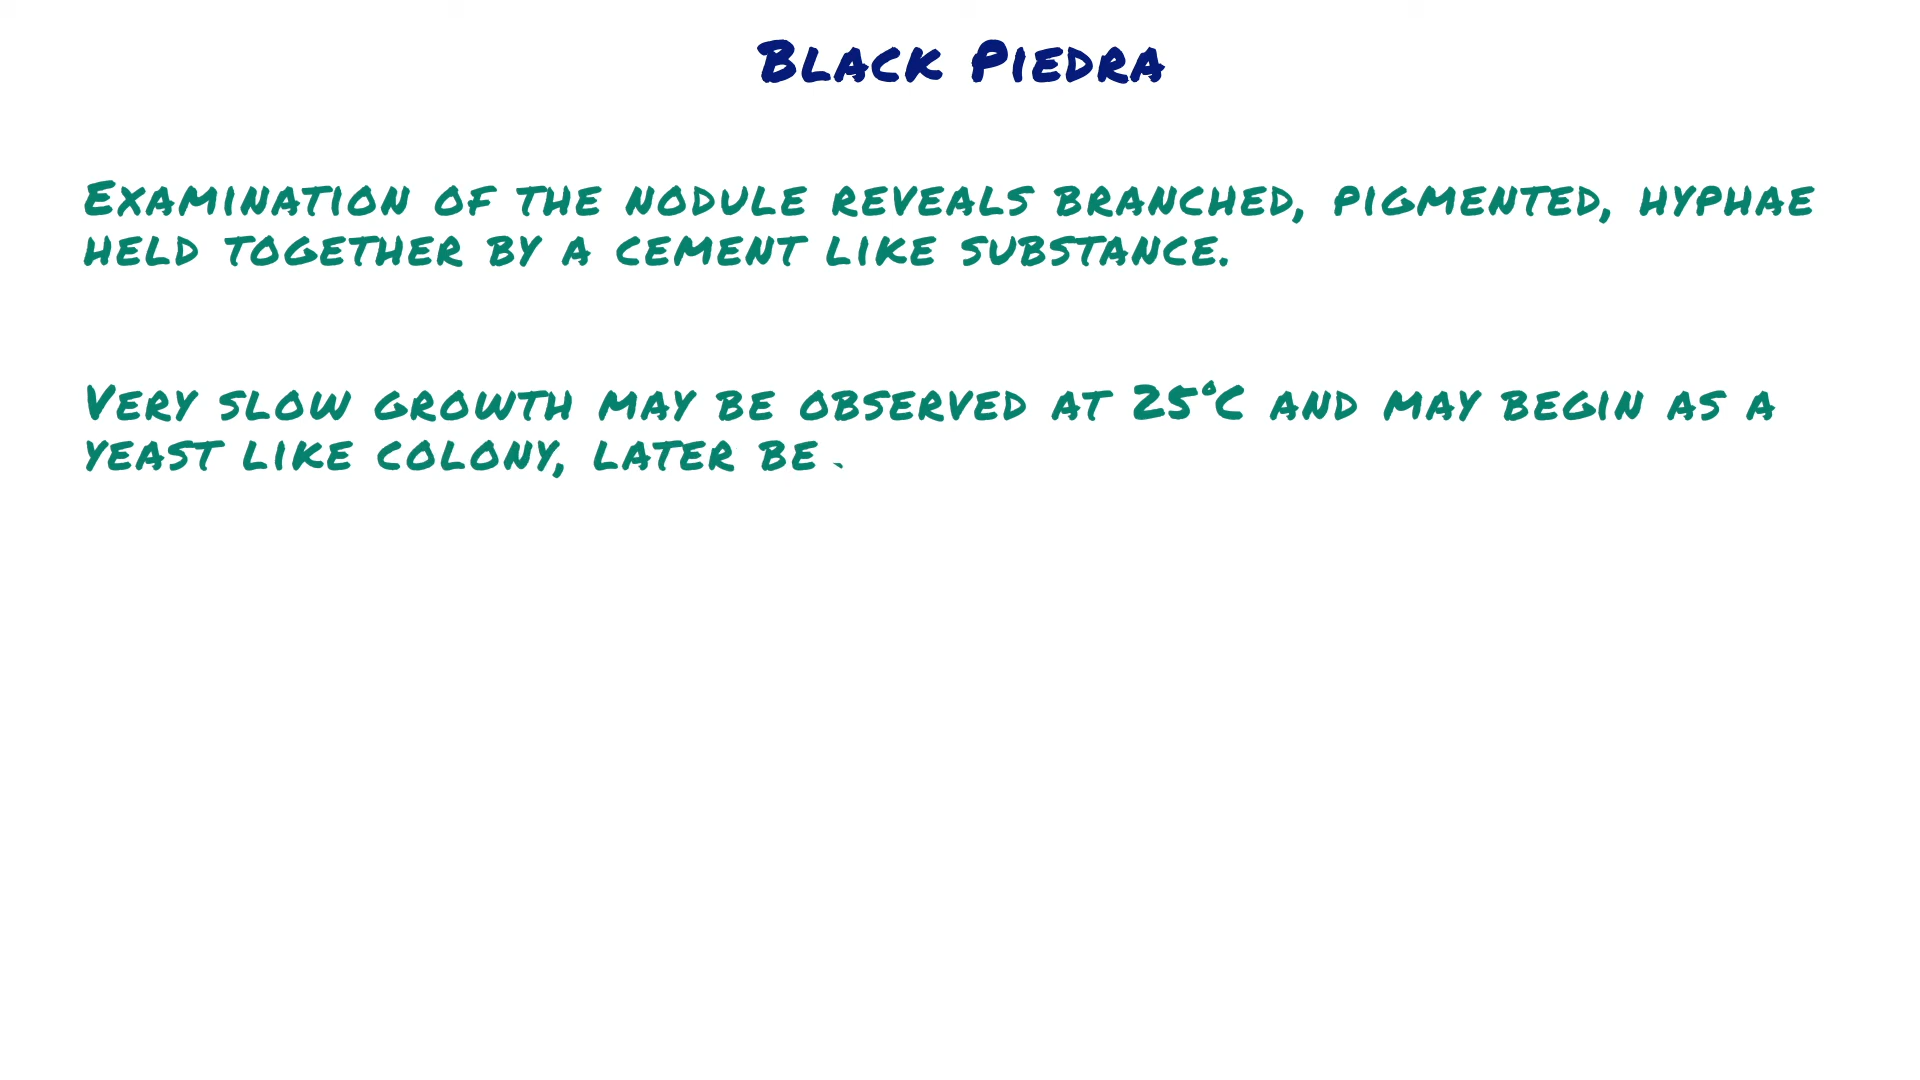 Black Piedra
Examination of the nodule reveals branched, pigmented, hyphae
held together by a cement like substance.
Very slow growth may be observed at 25°C and may begin as a
yeast like colony, later be